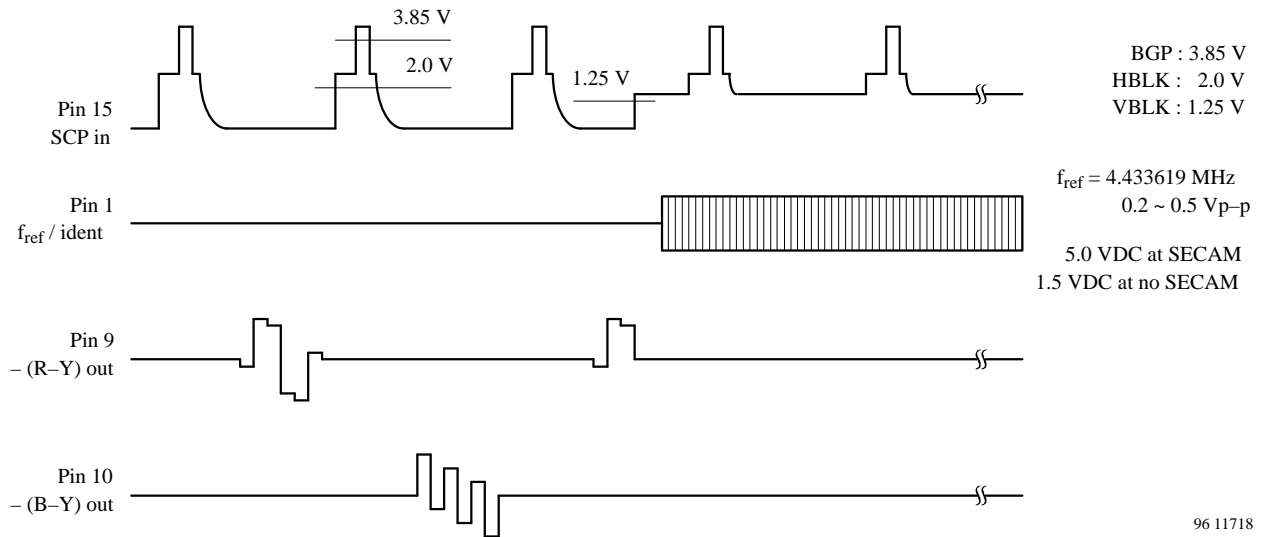 3.85 V
2.0 V
1.25 V
BGP : 3.85 V
HBLK : 2.0 V
VBLK : 1.25 V
Pin 15
SCP in
Pin 1
fref / ident
fref = 4.433619 MHz
0.2 ~ 0.5 Vp–p
5.0 VDC at SECAM
1.5 VDC at no SECAM
Pin 9
– (R–Y) out
Pin 10
– (B–Y) out
96 11718